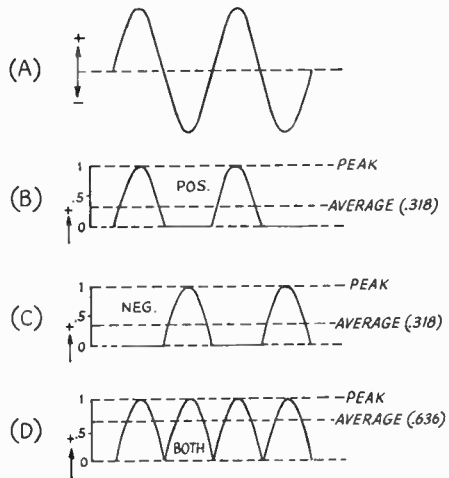 (A)
+
−
(B)
1
.5
0
+
POS.
PEAK
AVERAGE (.318)
(C)
1
.5
0
+
NEG.
PEAK
AVERAGE (.318)
(D)
1
.5
0
+
BOTH
PEAK
AVERAGE (.636)